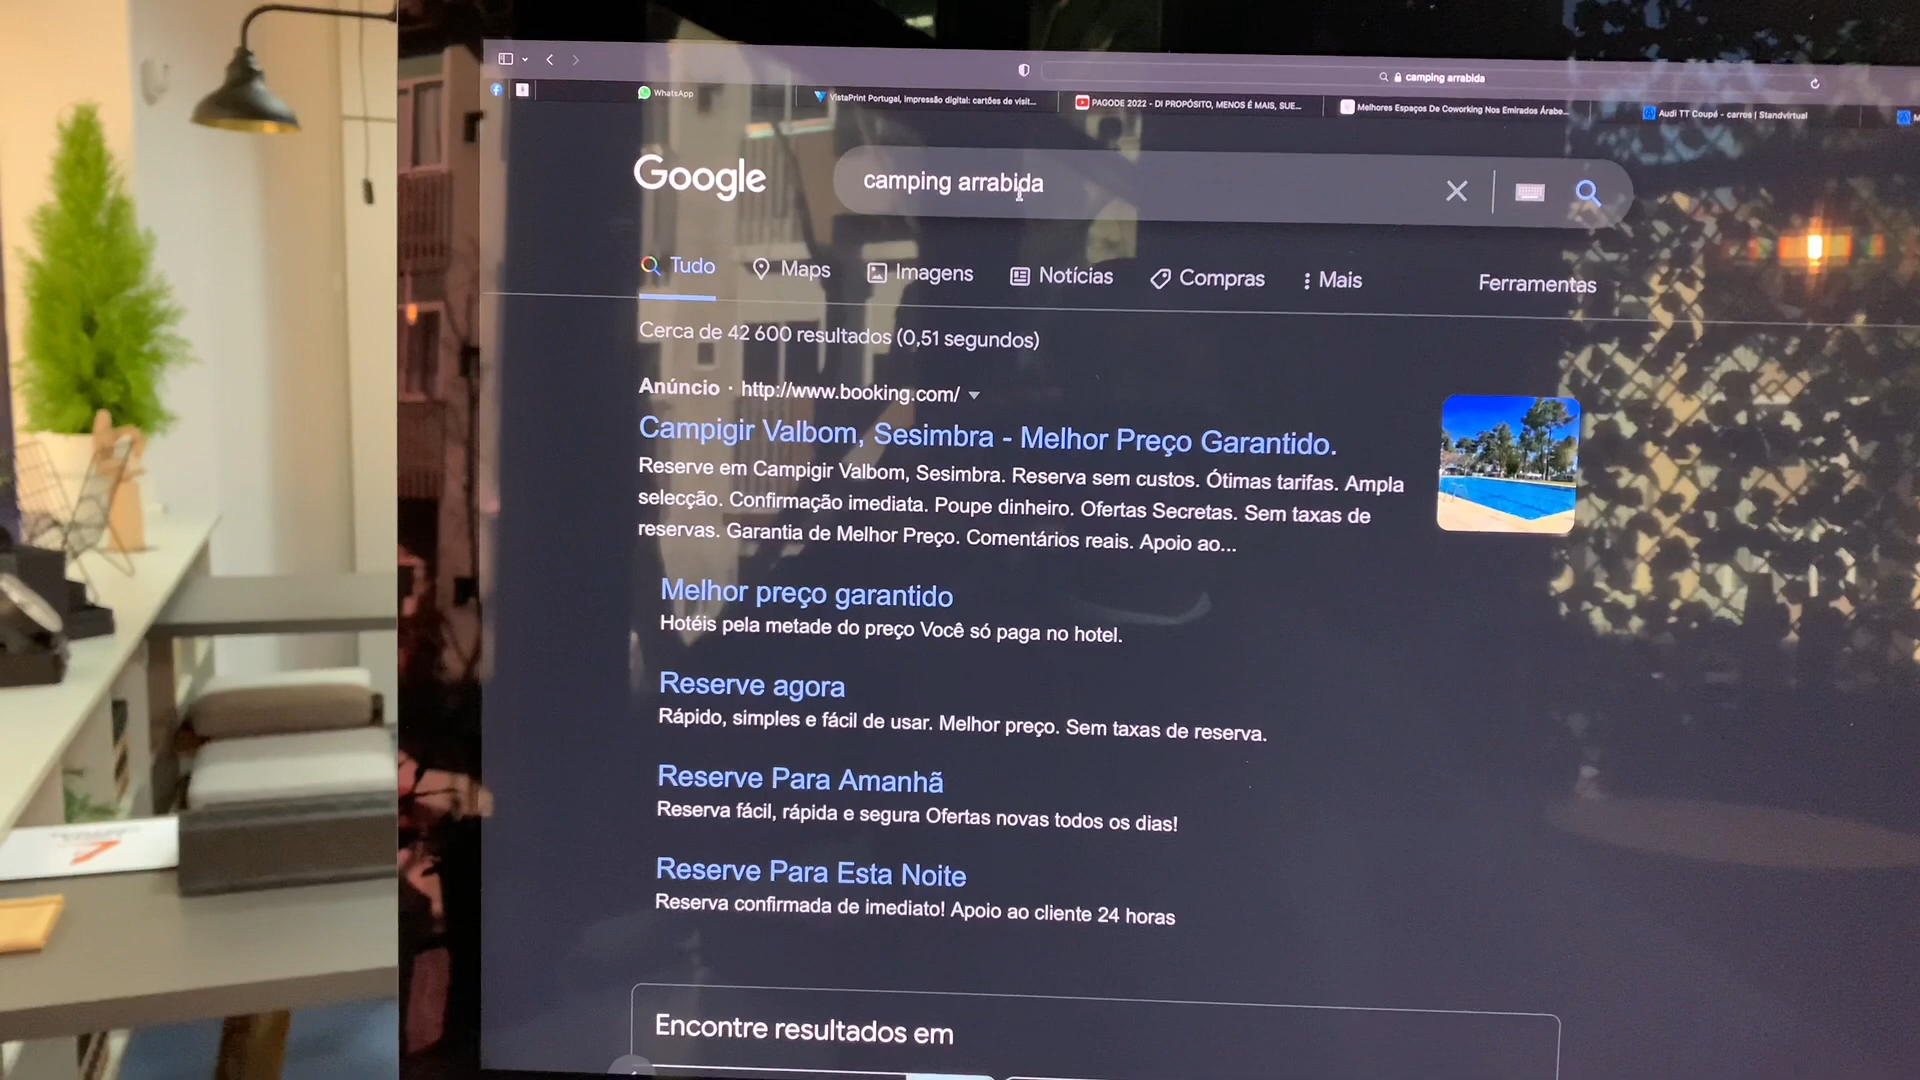 camping arrabida
WhatsApp
VistaPrint Portugal, impressão digital: cartões de visit...
PAGODE 2022 - DI PROPÓSITO, MENOS É MAIS, SUE...
Melhores Espaços De Coworking Nos Emirados Árabe...
Audi TT Coupé - carros | Standvirtual
Google
camping arrabida
Tudo
Maps
Imagens
Notícias
Compras
Mais
Ferramentas
Cerca de 42 600 resultados (0,51 segundos)
Anúncio · http://www.booking.com/
Campigir Valbom, Sesimbra - Melhor Preço Garantido.
Reserve em Campigir Valbom, Sesimbra. Reserva sem custos. Ótimas tarifas. Ampla
selecção. Confirmação imediata. Poupe dinheiro. Ofertas Secretas. Sem taxas de
reservas. Garantia de Melhor Preço. Comentários reais. Apoio ao...
Melhor preço garantido
Hotéis pela metade do preço Você só paga no hotel.
Reserve agora
Rápido, simples e fácil de usar. Melhor preço. Sem taxas de reserva.
Reserve Para Amanhã
Reserva fácil, rápida e segura Ofertas novas todos os dias!
Reserve Para Esta Noite
Reserva confirmada de imediato! Apoio ao cliente 24 horas
Encontre resultados em